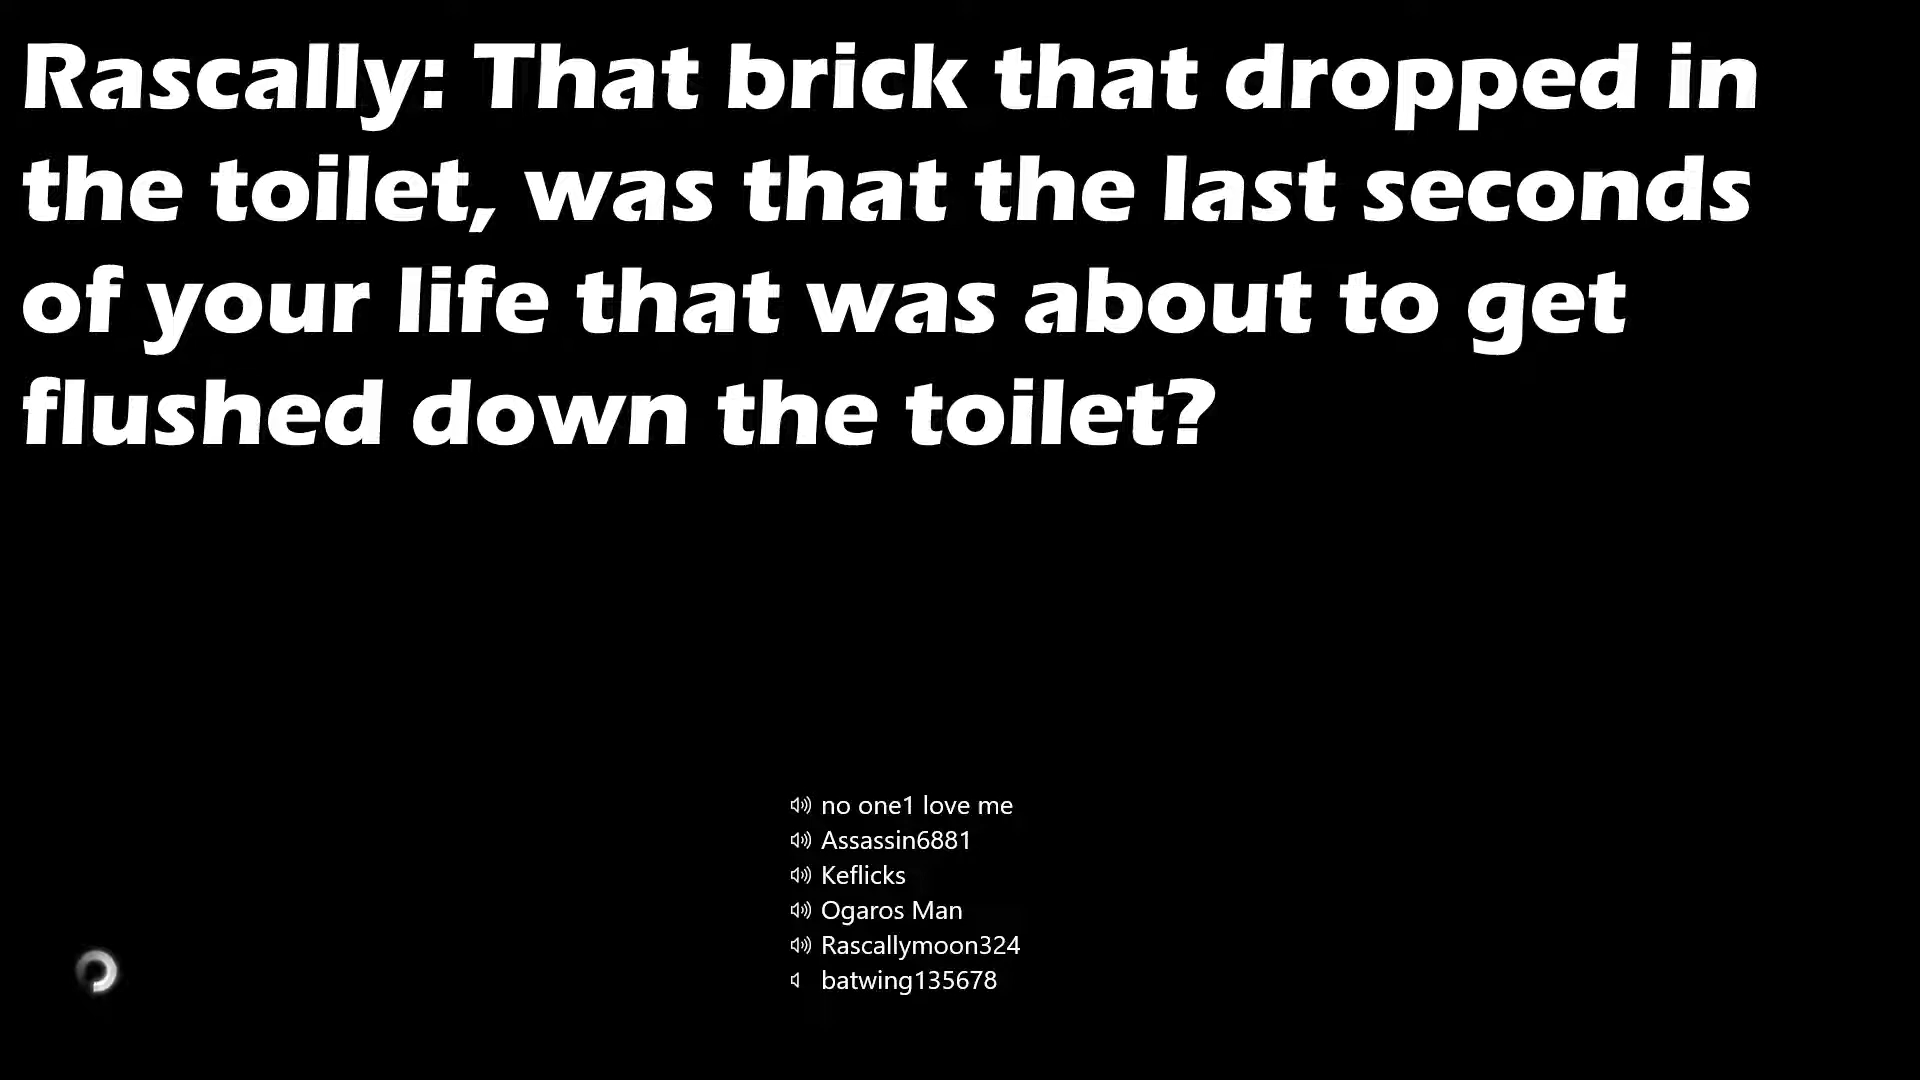 Rascally: That brick that dropped in
the toilet, was that the last seconds
of your life that was about to get
flushed down the toilet?
no one1 love me
Assassin6881
Keflicks
Ogaros Man
Rascallymoon324
batwing135678